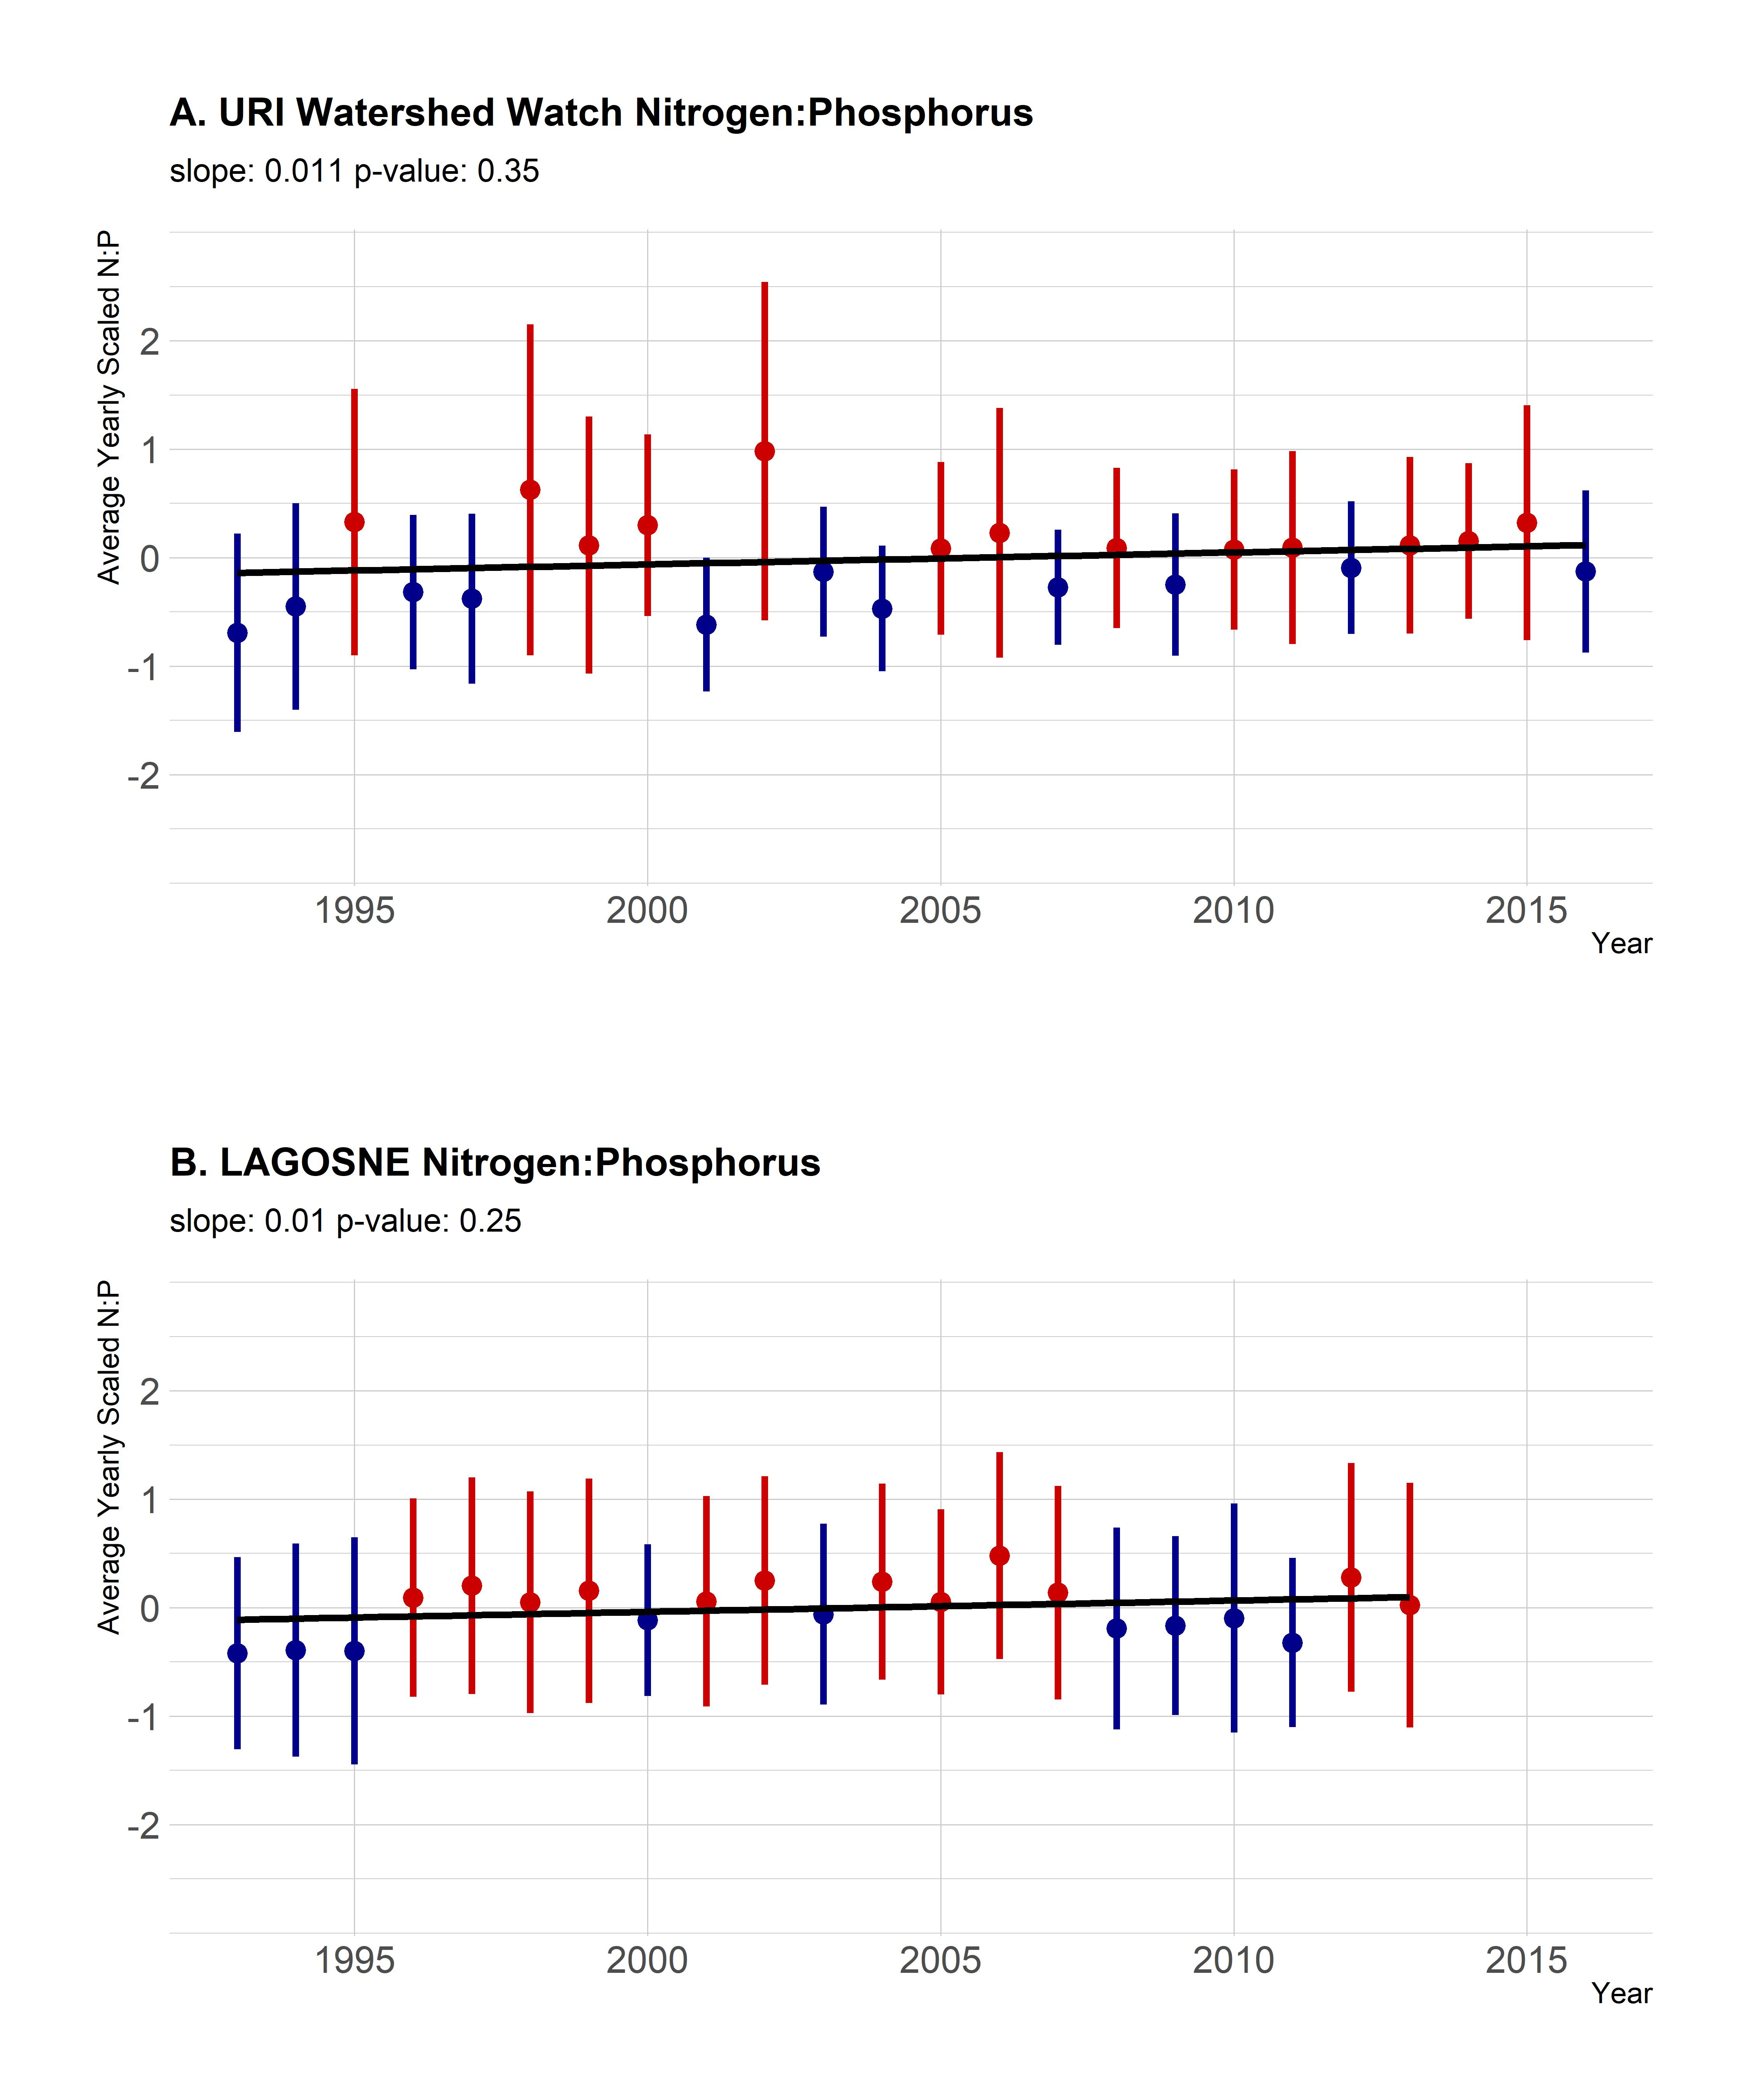 A. URI Watershed Watch Nitrogen:Phosphorus
slope: 0.011 p-value: 0.35
Average Yearly Scaled N:P
2
1
0
-1
-2
1995 2000 2005 2010 2015
Year
B. LAGOSNE Nitrogen:Phosphorus
slope: 0.01 p-value: 0.25
Average Yearly Scaled N:P
2
1
0
-1
-2
1995 2000 2005 2010 2015
Year